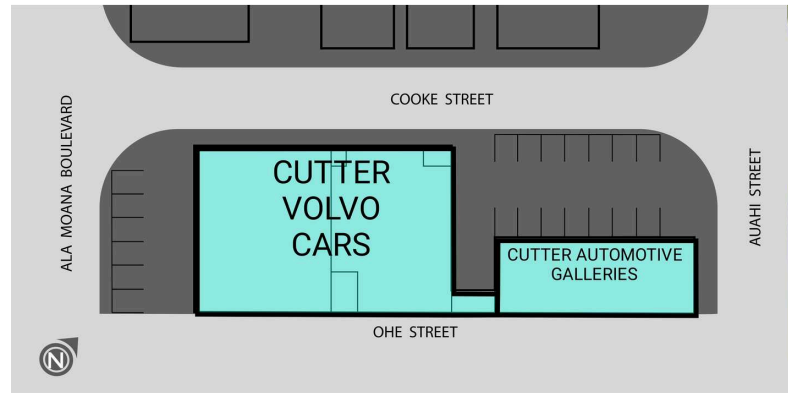 COOKE STREET
ALA MOANA BOULEVARD
CUTTER
VOLVO
CARS
CUTTER AUTOMOTIVE
GALLERIES
AUAHI STREET
OHE STREET
N